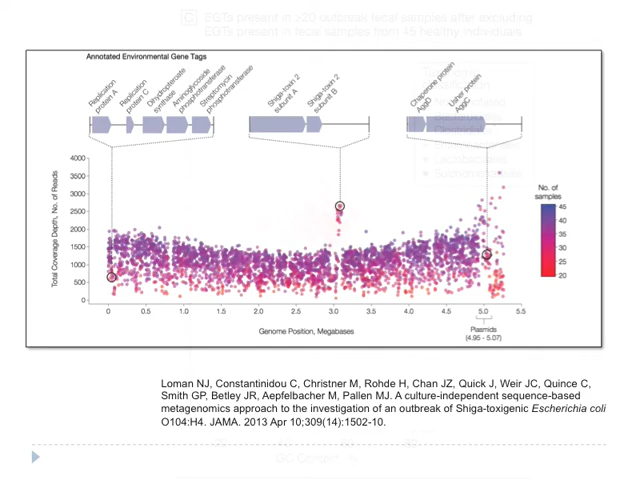 C EGTs present in ≥20 outbreak fecal samples after excluding
EGTs present in fecal samples from 45 healthy individuals
Annotated Environmental Gene Tags
Replication protein A
Replication protein C
Dihydropteroate synthase
Aminoglycoside phosphotransferase
Streptomycin phosphotransferase
Shiga-toxin 2 subunit A
Shiga-toxin 2 subunit B
Chaperone protein AggD
Usher protein AggC
Total Coverage Depth, No. of Reads
4000
3500
3000
2500
2000
1500
1000
500
0
0 0.5 1.0 1.5 2.0 2.5 3.0 3.5 4.0 4.5 5.0 5.5
Genome Position, Megabases
Plasmids
(4.95 - 5.07)
No. of
samples
45
40
35
30
25
20
Loman NJ, Constantinidou C, Christner M, Rohde H, Chan JZ, Quick J, Weir JC, Quince C,
Smith GP, Betley JR, Aepfelbacher M, Pallen MJ. A culture-independent sequence-based
metagenomics approach to the investigation of an outbreak of Shiga-toxigenic Escherichia coli
O104:H4. JAMA. 2013 Apr 10;309(14):1502-10.
GC Content, %